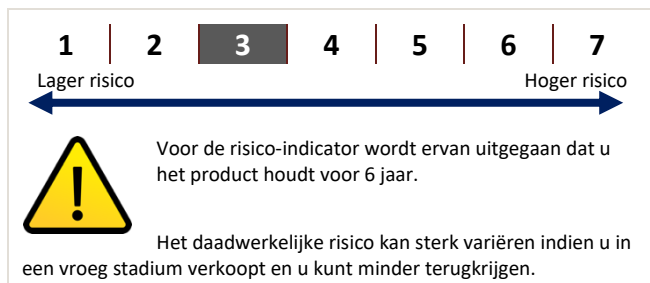 1 2 3 4 5 6 7
Lager risico Hoger risico
Voor de risico-indicator wordt ervan uitgegaan dat u
het product houdt voor 6 jaar.
Het daadwerkelijke risico kan sterk variëren indien u in
een vroeg stadium verkoopt en u kunt minder terugkrijgen.